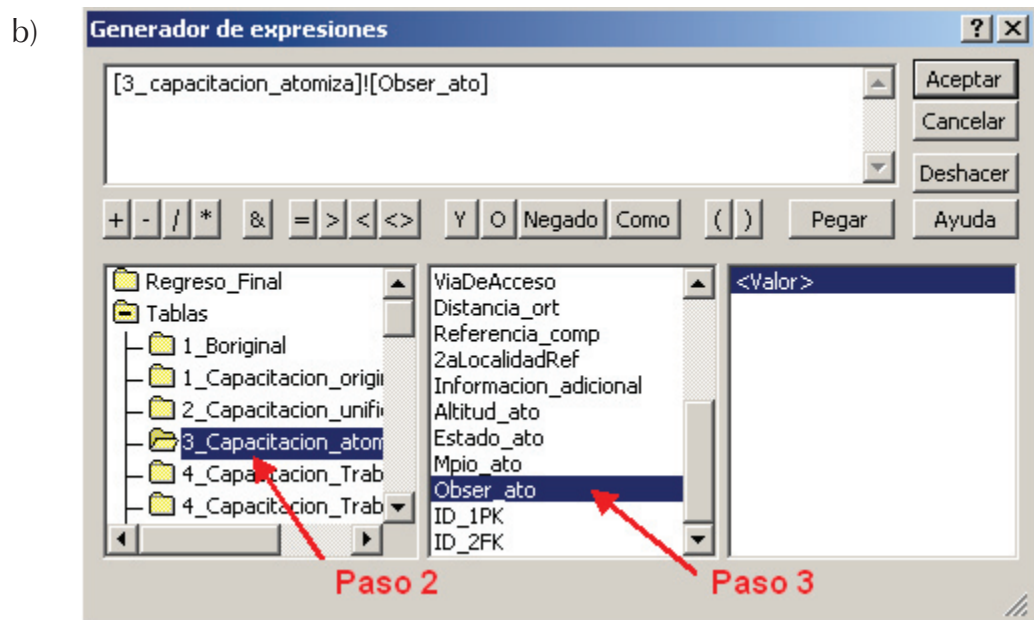 b)
Generador de expresiones
? X
[3_capacitacion_atomiza]![Obser_ato]
Aceptar
Cancelar
Deshacer
+ - / * & = > < <> Y O Negado Como ( ) Pegar Ayuda
Regreso_Final
Tablas
1_Boriginal
1_Capacitacion_origi
2_Capacitacion_unifi
3_Capacitacion_atom
4_Capacitacion_Trab
4_Capacitacion_Trab
ViaDeAcceso
Distancia_ort
Referencia_comp
2aLocalidadRef
Informacion_adicional
Altitud_ato
Estado_ato
Mpio_ato
Obser_ato
ID_1PK
ID_2FK
<Valor>
Paso 2
Paso 3